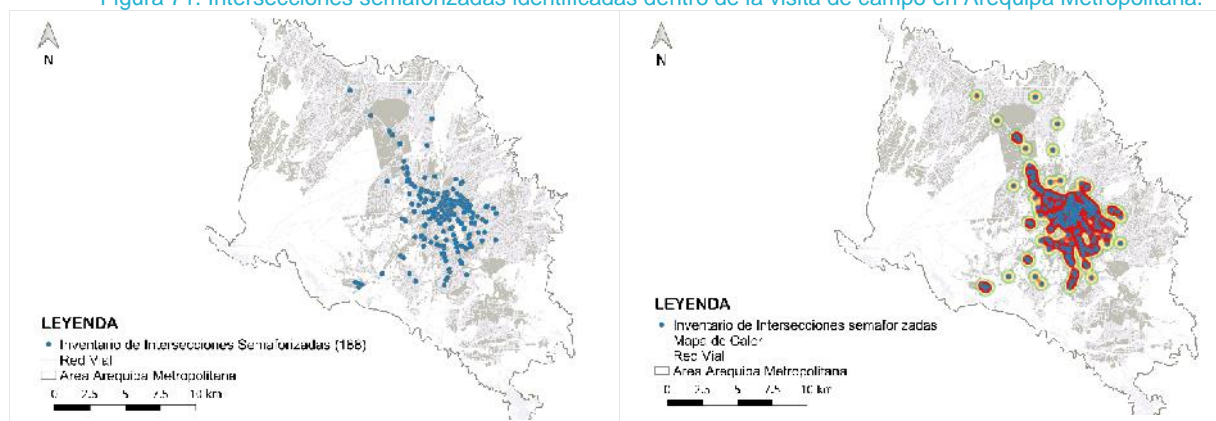 Figura 71. Intersecciones semaforizadas identificadas dentro de la visita de campo en Arequipa Metropolitana.
N
LEYENDA
Inventario de Intersecciones Semaforizadas (188)
Red Vial
Area Arequipa Metropolitana
0 2.5 5 7.5 10 km
N
LEYENDA
Inventario de Intersecciones semaforizadas
Mapa de Calor
Red Vial
Area Arequipa Metropolitana
0 2.5 5 7.5 10 km